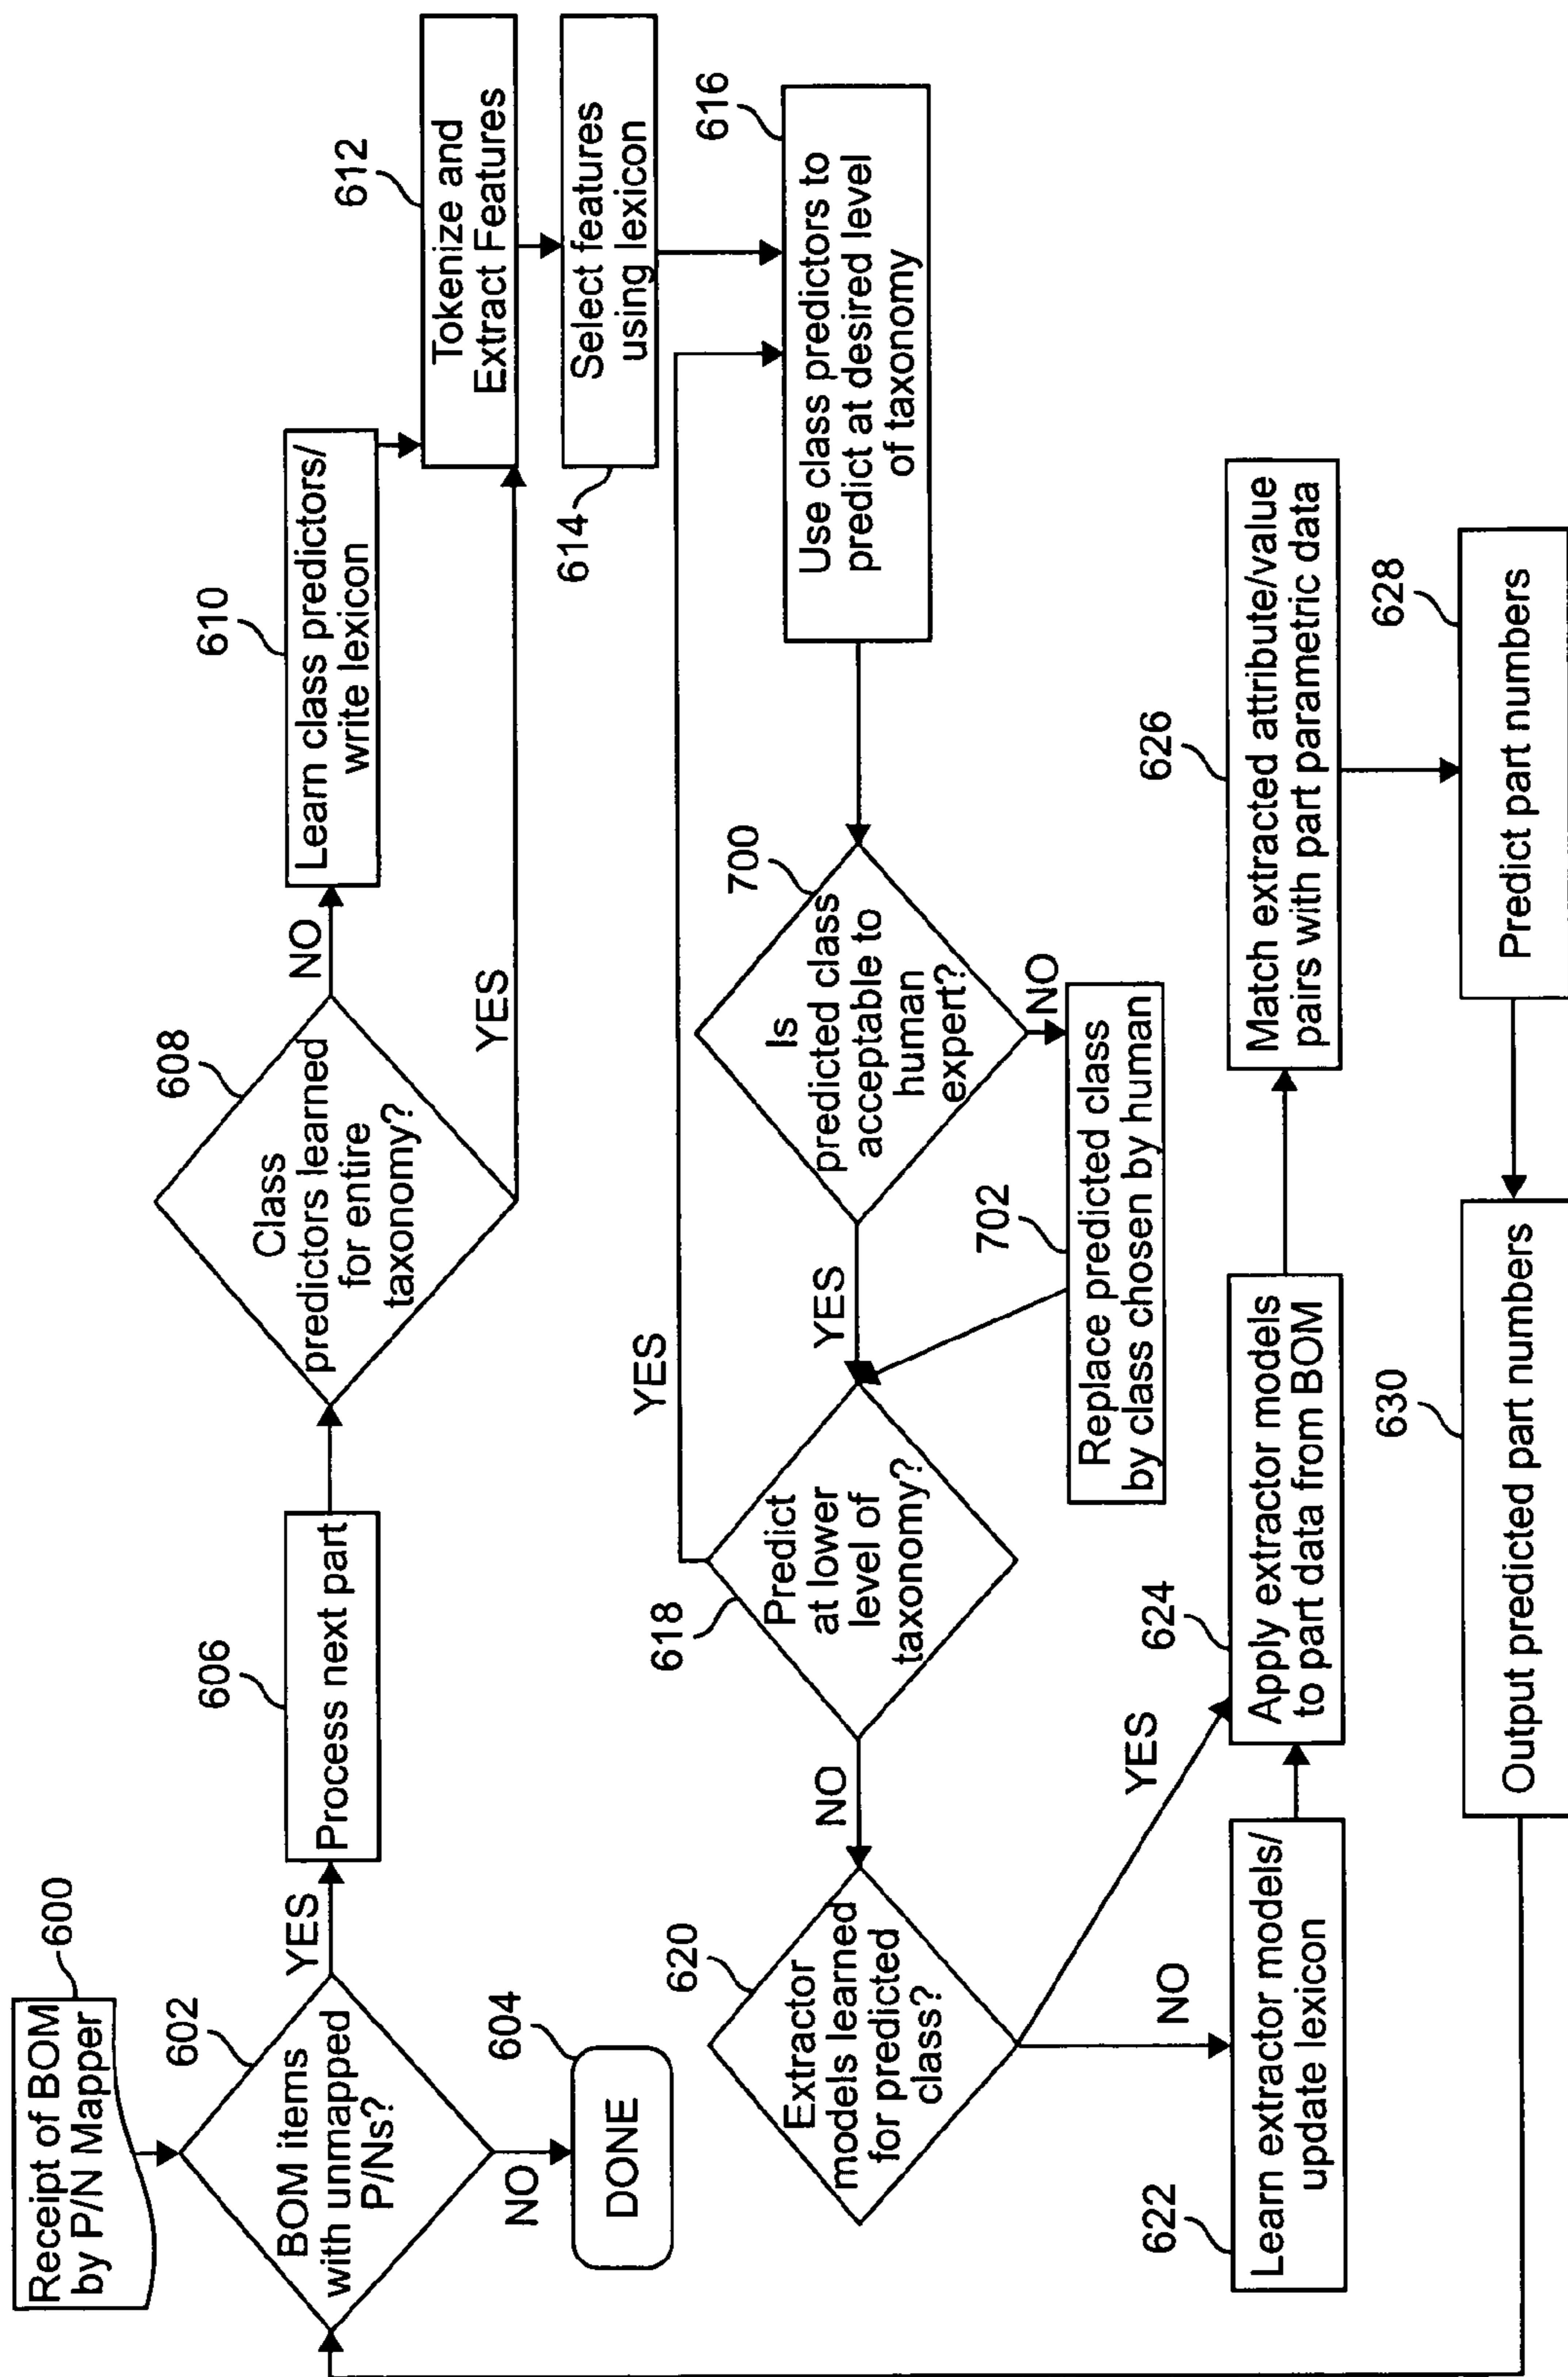 Receipt of BOM
by P/N Mapper
600
BOM items
with unmapped
P/Ns?
602
YES
NO
DONE
604
Process next part
606
Class
predictors learned
for entire
taxonomy?
608
NO
YES
Learn class predictors/
write lexicon
610
Tokenize and
Extract Features
612
Select features
using lexicon
614
Use class predictors to
predict at desired level
of taxonomy
616
Is
predicted class
acceptable to
human
expert?
700
NO
YES
Replace predicted class
by class chosen by human
702
Predict
at lower
level of
taxonomy?
618
YES
NO
Extractor
models learned
for predicted
class?
620
YES
NO
Learn extractor models/
update lexicon
622
Apply extractor models
to part data from BOM
624
Match extracted attribute/value
pairs with part parametric data
626
Predict part numbers
628
Output predicted part numbers
630